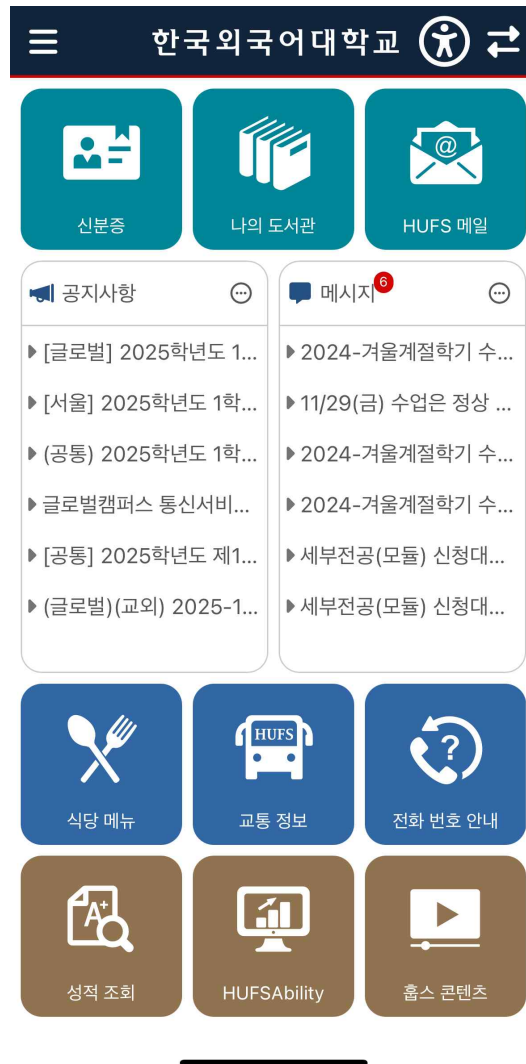 한국외국어대학교
신분증
나의 도서관
@
HUFS 메일
공지사항
메시지 6
[글로벌] 2025학년도 1...
[서울] 2025학년도 1학...
(공통) 2025학년도 1학...
글로벌캠퍼스 통신서비...
[공통] 2025학년도 제1...
(글로벌)(교외) 2025-1...
2024-겨울계절학기 수...
11/29(금) 수업은 정상 ...
2024-겨울계절학기 수...
2024-겨울계절학기 수...
세부전공(모듈) 신청대...
세부전공(모듈) 신청대...
HUFS
?
식당 메뉴
교통 정보
전화 번호 안내
A+
성적 조회
HUFSAbility
훕스 콘텐츠